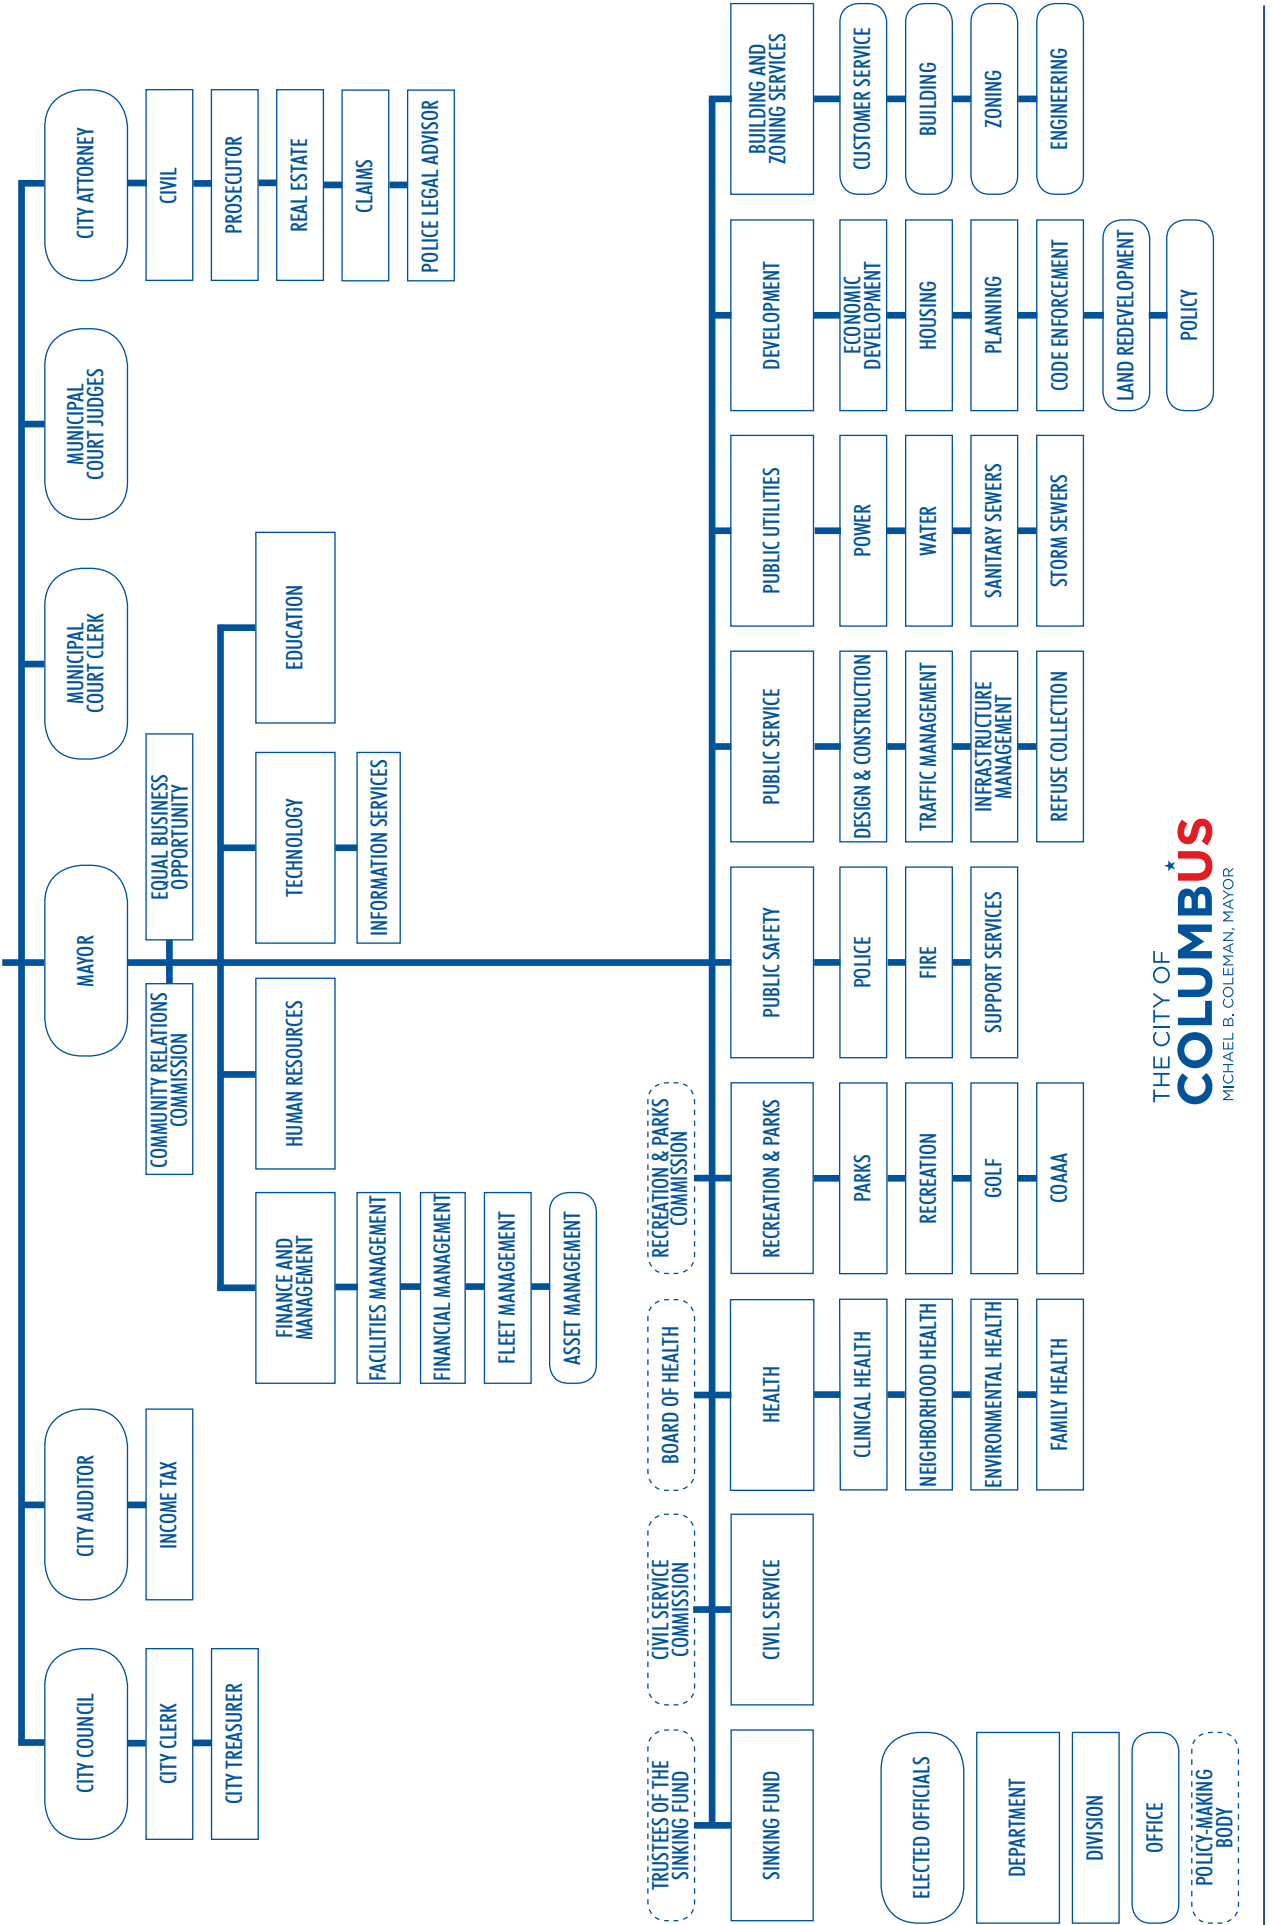 CITY COUNCIL
CITY CLERK
CITY TREASURER
CITY AUDITOR
INCOME TAX
MAYOR
COMMUNITY RELATIONS
COMMISSION
EQUAL BUSINESS
OPPORTUNITY
MUNICIPAL
COURT CLERK
MUNICIPAL
COURT JUDGES
CITY ATTORNEY
CIVIL
PROSECUTOR
REAL ESTATE
CLAIMS
POLICE LEGAL ADVISOR
FINANCE AND
MANAGEMENT
FACILITIES MANAGEMENT
FINANCIAL MANAGEMENT
FLEET MANAGEMENT
ASSET MANAGEMENT
HUMAN RESOURCES
TECHNOLOGY
INFORMATION SERVICES
EDUCATION
TRUSTEES OF THE
SINKING FUND
SINKING FUND
CIVIL SERVICE
COMMISSION
CIVIL SERVICE
BOARD OF HEALTH
HEALTH
CLINICAL HEALTH
NEIGHBORHOOD HEALTH
ENVIRONMENTAL HEALTH
FAMILY HEALTH
RECREATION & PARKS
COMMISSION
RECREATION & PARKS
PARKS
RECREATION
GOLF
COAAA
PUBLIC SAFETY
POLICE
FIRE
SUPPORT SERVICES
PUBLIC SERVICE
DESIGN & CONSTRUCTION
TRAFFIC MANAGEMENT
INFRASTRUCTURE
MANAGEMENT
REFUSE COLLECTION
PUBLIC UTILITIES
POWER
WATER
SANITARY SEWERS
STORM SEWERS
DEVELOPMENT
ECONOMIC
DEVELOPMENT
HOUSING
PLANNING
CODE ENFORCEMENT
LAND REDEVELOPMENT
POLICY
BUILDING AND
ZONING SERVICES
CUSTOMER SERVICE
BUILDING
ZONING
ENGINEERING
ELECTED OFFICIALS
DEPARTMENT
DIVISION
OFFICE
POLICY-MAKING
BODY
THE CITY OF
COLUMBUS
MICHAEL B. COLEMAN, MAYOR